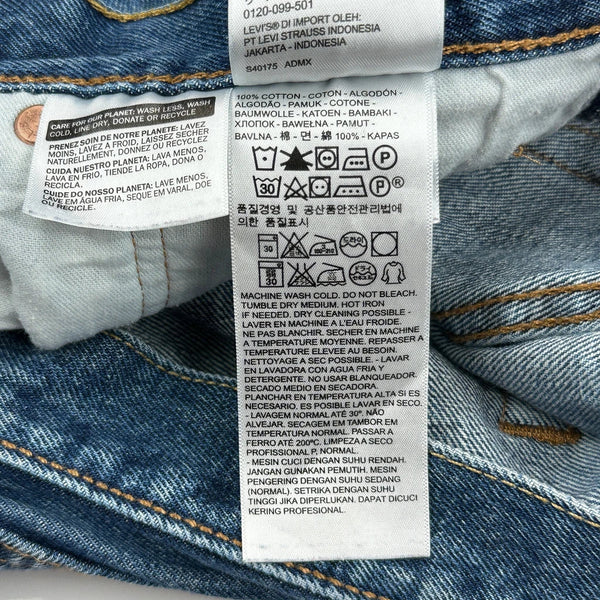 0120-099-501
LEVI'S® DI IMPORT OLEH:
PT LEVI STRAUSS INDONESIA
JAKARTA - INDONESIA
S40175 ADMX
CARE FOR OUR PLANET: WASH LESS, WASH
COLD, LINE DRY, DONATE OR RECYCLE
PRENEZ SOIN DE NOTRE PLANETE: LAVEZ
MOINS, LAVEZ A FROID, LAISSEZ SECHER
NATURELLEMENT, DONNEZ OU RECYCLEZ
CUIDA NUESTRO PLANETA: LAVA MENOS,
LAVA EN FRIO, TIENDE LA ROPA, DONA O
RECICLA.
CUIDE DO NOSSO PLANETA: LAVE MENOS,
LAVE EM ÁGUA FRIA, SEQUE EM VARAL, DOE
OU RECICLE.
100% COTTON - COTON - ALGODÓN -
ALGODÃO - PAMUK - COTONE -
BAUMWOLLE - KATOEN - BAMBAKI -
ХЛОПОК - BAWEŁNA - PAMUT -
BAVLNA - 棉 - 면 - 綿 100% - KAPAS
30 P P®
품질경영 및 공산품안전관리법에
의한 품질표시
30 드라이
30
MACHINE WASH COLD. DO NOT BLEACH.
TUMBLE DRY MEDIUM. HOT IRON
IF NEEDED. DRY CLEANING POSSIBLE -
LAVER EN MACHINE A L'EAU FROIDE.
NE PAS BLANCHIR. SECHER EN MACHINE
A TEMPERATURE MOYENNE. REPASSER A
TEMPERATURE ELEVEE AU BESOIN.
NETTOYAGE A SEC POSSIBLE - LAVAR
EN LAVADORA CON AGUA FRIA Y
DETERGENTE. NO USAR BLANQUEADOR.
SECADO MEDIO EN SECADORA.
PLANCHAR EN TEMPERATURA ALTA SI ES
NECESARIO. ES POSIBLE LAVAR EN SECO.
- LAVAGEM NORMAL ATÉ 30º. NÃO
ALVEJAR. SECAGEM EM TAMBOR EM
TEMPERATURA NORMAL. PASSAR A
FERRO ATÉ 200ºC. LIMPEZA A SECO
PROFISSIONAL P, NORMAL.
- MESIN CUCI DENGAN SUHU RENDAH.
JANGAN GUNAKAN PEMUTIH. MESIN
PENGERING DENGAN SUHU SEDANG
(NORMAL). SETRIKA DENGAN SUHU
TINGGI JIKA DIPERLUKAN. DAPAT DICUCI
KERING PROFESIONAL.